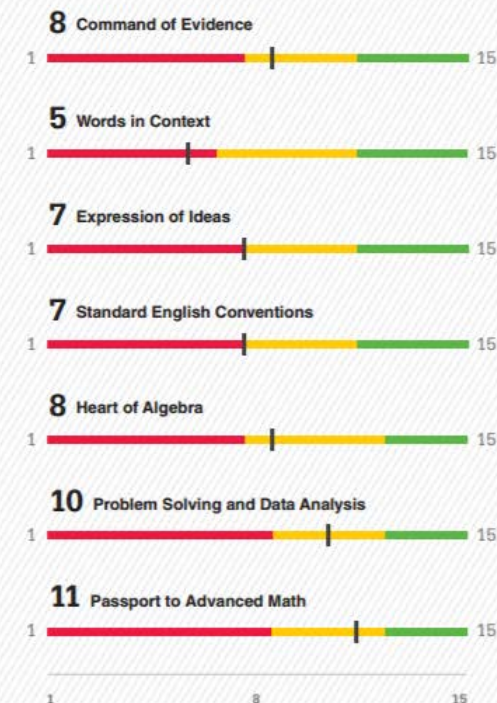 8 Command of Evidence
1 15
5 Words in Context
1 15
7 Expression of Ideas
1 15
7 Standard English Conventions
1 15
8 Heart of Algebra
1 15
10 Problem Solving and Data Analysis
1 15
11 Passport to Advanced Math
1 15
1 8 15